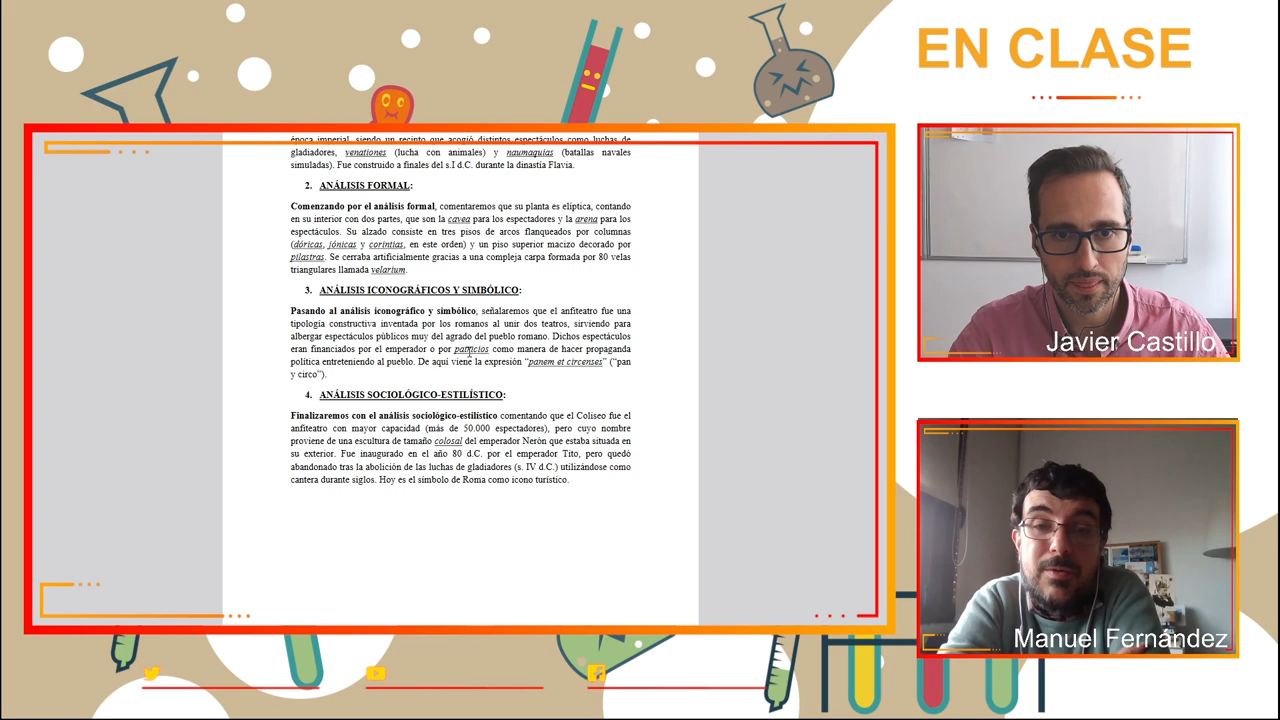 EN CLASE
época imperial, siendo un recinto que acogió distintos espectáculos como luchas de
gladiadores, venationes (lucha con animales) y naumaquias (batallas navales
simuladas). Fue construido a finales del s.I d.C. durante la dinastía Flavia.
2. ANÁLISIS FORMAL:
Comenzando por el análisis formal, comentaremos que su planta es elíptica, contando
en su interior con dos partes, que son la cavea para los espectadores y la arena para los
espectáculos. Su alzado consiste en tres pisos de arcos flanqueados por columnas
(dóricas, jónicas y corintias, en este orden) y un piso superior macizo decorado por
pilastras. Se cerraba artificialmente gracias a una compleja carpa formada por 80 velas
triangulares llamada velarium.
3. ANÁLISIS ICONOGRÁFICOS Y SIMBÓLICO:
Pasando al análisis iconográfico y simbólico, señalaremos que el anfiteatro fue una
tipología constructiva inventada por los romanos al unir dos teatros, sirviendo para
albergar espectáculos públicos muy del agrado del pueblo romano. Dichos espectáculos
eran financiados por el emperador o por patricios como manera de hacer propaganda
política entreteniendo al pueblo. De aquí viene la expresión “panem et circenses” (“pan
y circo”).
4. ANÁLISIS SOCIOLÓGICO-ESTILÍSTICO:
Finalizaremos con el análisis sociológico-estilístico comentando que el Coliseo fue el
anfiteatro con mayor capacidad (más de 50.000 espectadores), pero cuyo nombre
proviene de una escultura de tamaño colosal del emperador Nerón que estaba situada en
su exterior. Fue inaugurado en el año 80 d.C. por el emperador Tito, pero quedó
abandonado tras la abolición de las luchas de gladiadores (s. IV d.C.) utilizándose como
cantera durante siglos. Hoy es el símbolo de Roma como icono turístico.
Javier Castillo
Manuel Fernández